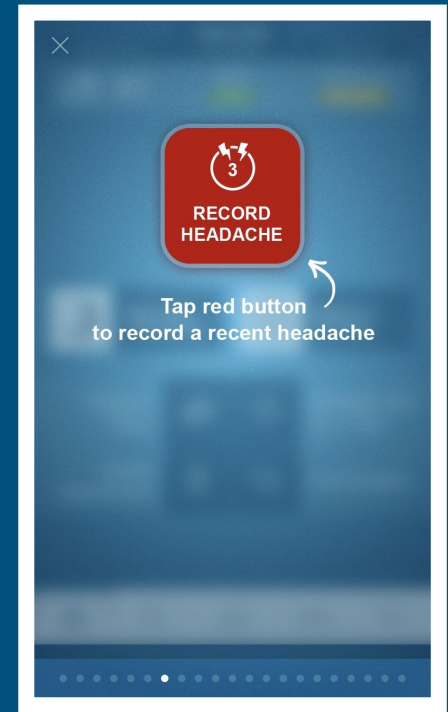 3
RECORD
HEADACHE
Tap red button
to record a recent headache